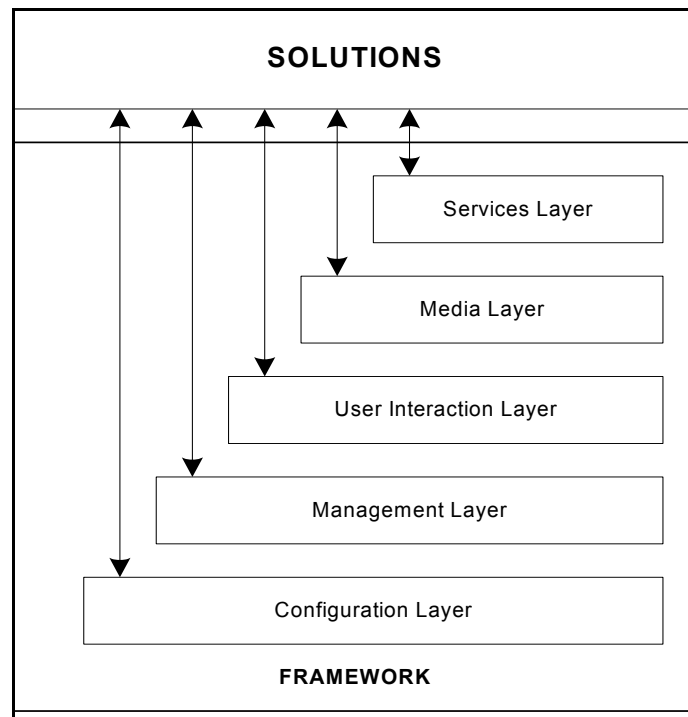 SOLUTIONS
Services Layer
Media Layer
User Interaction Layer
Management Layer
Configuration Layer
FRAMEWORK